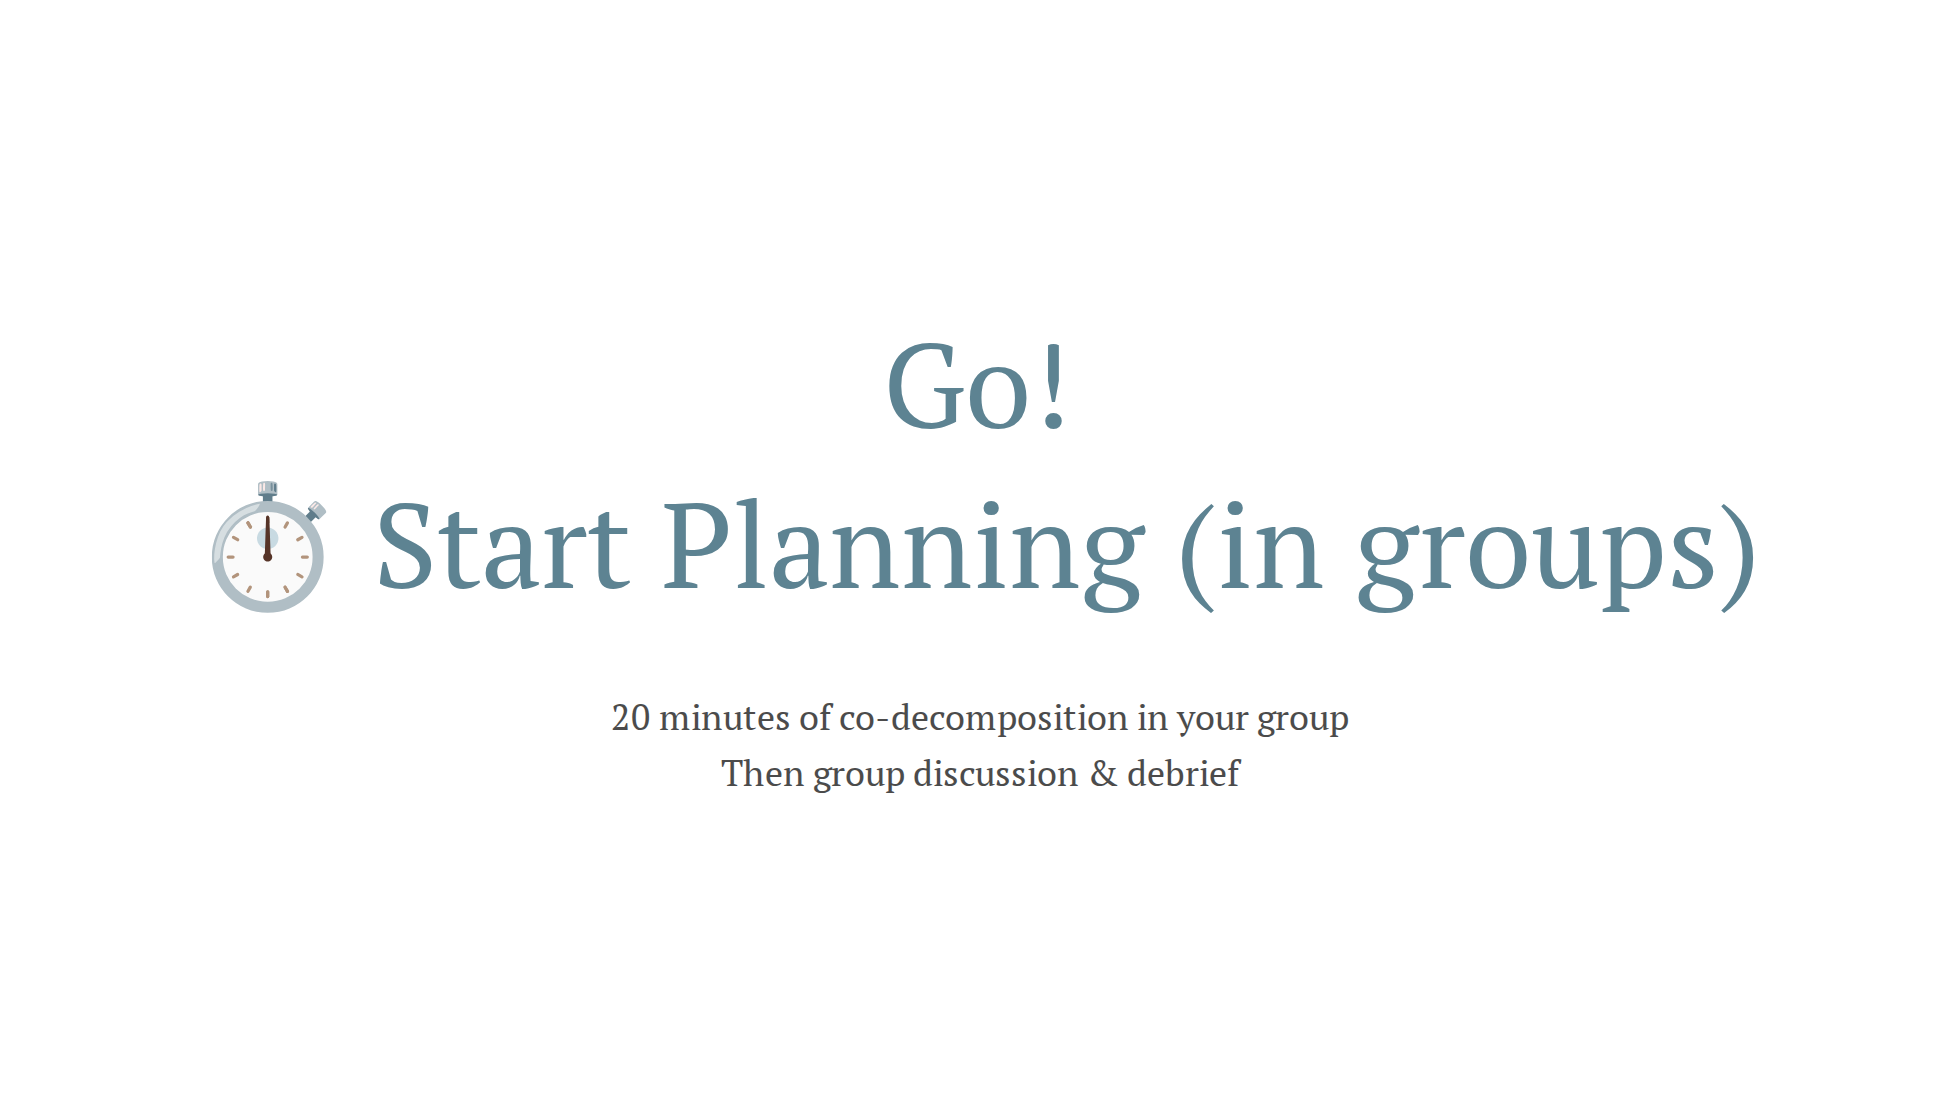 Go!
⏱️ Start Planning (in groups)
20 minutes of co-decomposition in your group
Then group discussion & debrief